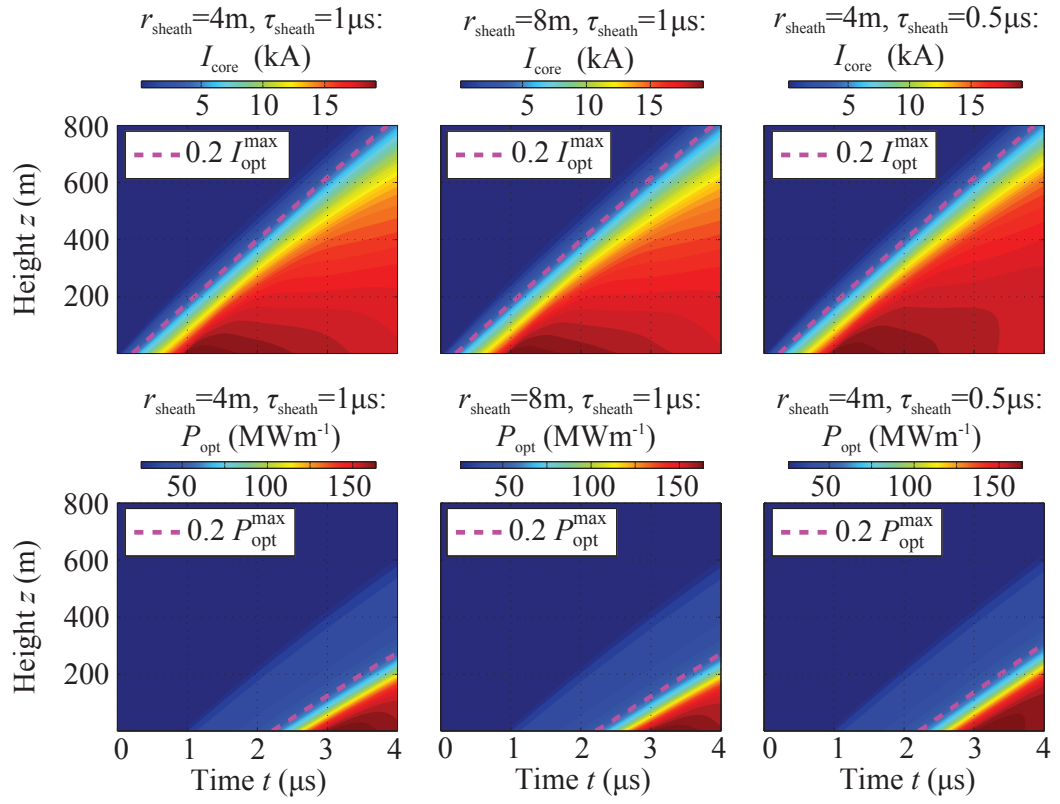 r_sheath=4m, τ_sheath=1μs:
I_core (kA)
5 10 15
r_sheath=8m, τ_sheath=1μs:
I_core (kA)
5 10 15
r_sheath=4m, τ_sheath=0.5μs:
I_core (kA)
5 10 15
Height z (m)
800
600
400
200
0.2 I_opt^max
0.2 I_opt^max
0.2 I_opt^max
r_sheath=4m, τ_sheath=1μs:
P_opt (MWm⁻¹)
50 100 150
r_sheath=8m, τ_sheath=1μs:
P_opt (MWm⁻¹)
50 100 150
r_sheath=4m, τ_sheath=0.5μs:
P_opt (MWm⁻¹)
50 100 150
Height z (m)
800
600
400
200
0.2 P_opt^max
0.2 P_opt^max
0.2 P_opt^max
0 1 2 3 4
Time t (μs)
0 1 2 3 4
Time t (μs)
0 1 2 3 4
Time t (μs)